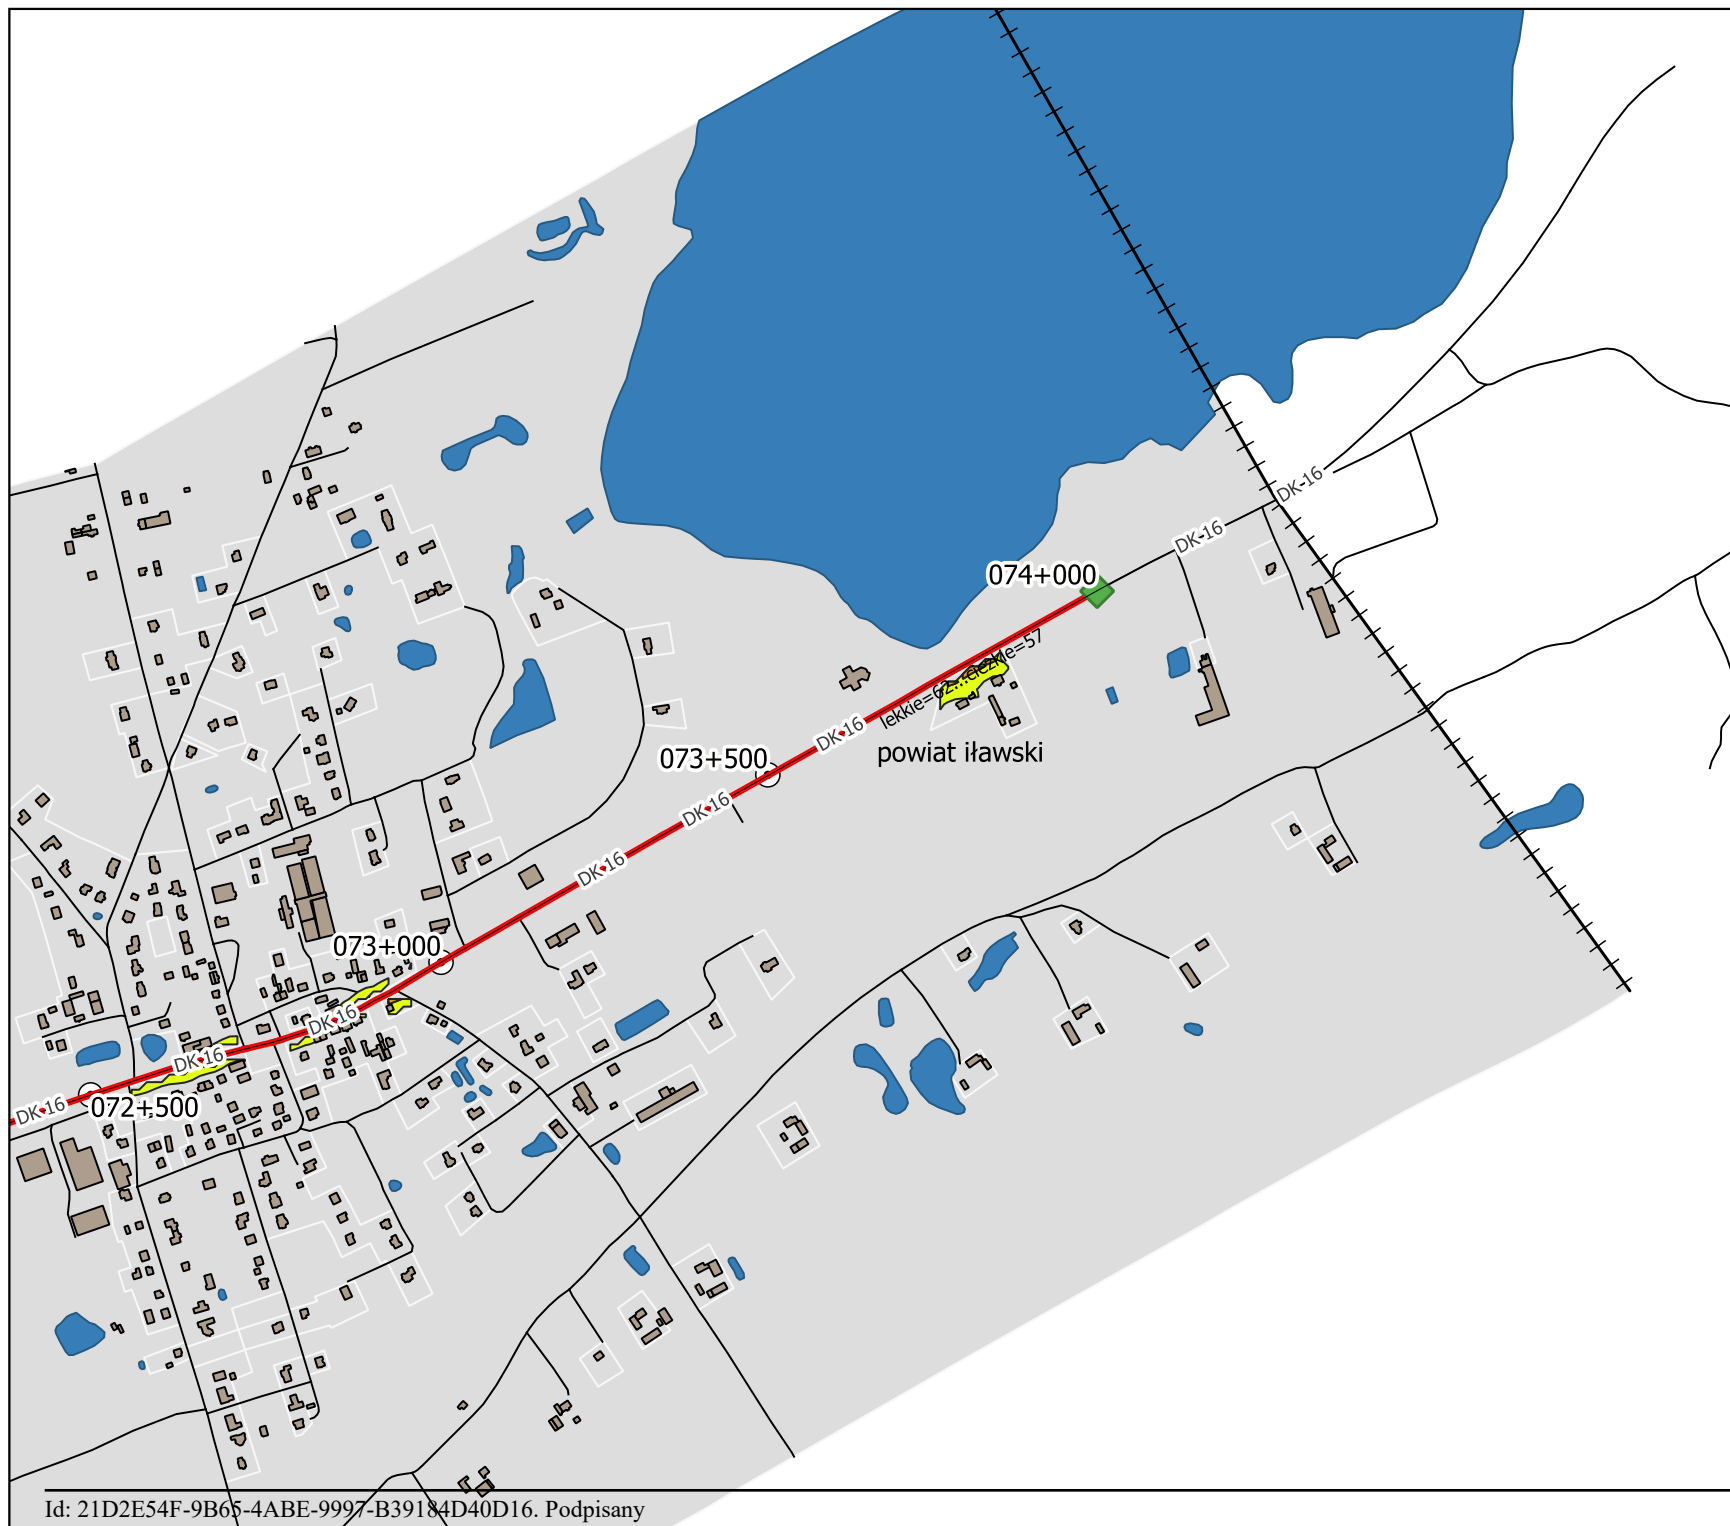 DK-16
DK-16
074+000
lekkie=62...ciezkie=57
DK-16
073+500
powiat iławski
DK-16
DK-16
073+000
DK-16
DK-16
DK-16
072+500
Id: 21D2E54F-9B65-4ABE-9997-B39184D40D16. Podpisany